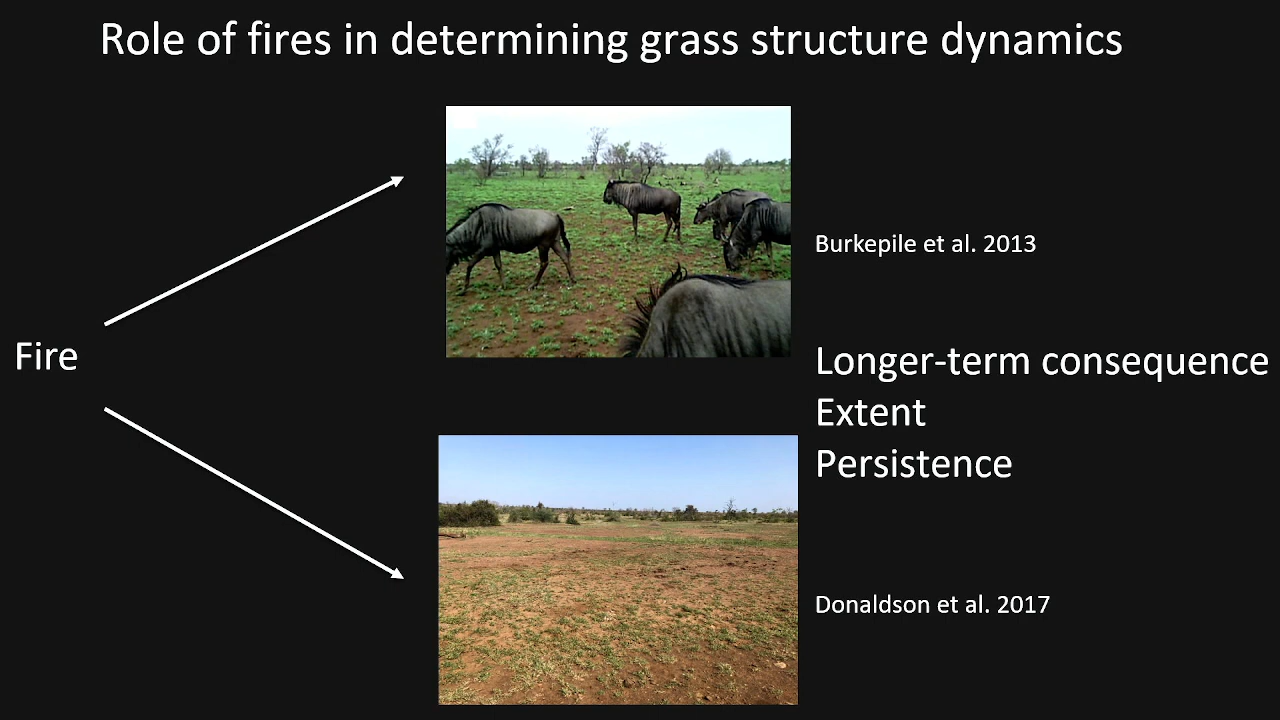 Role of fires in determining grass structure dynamics
Burkepile et al. 2013
Fire
Longer-term consequence
Extent
Persistence
Donaldson et al. 2017